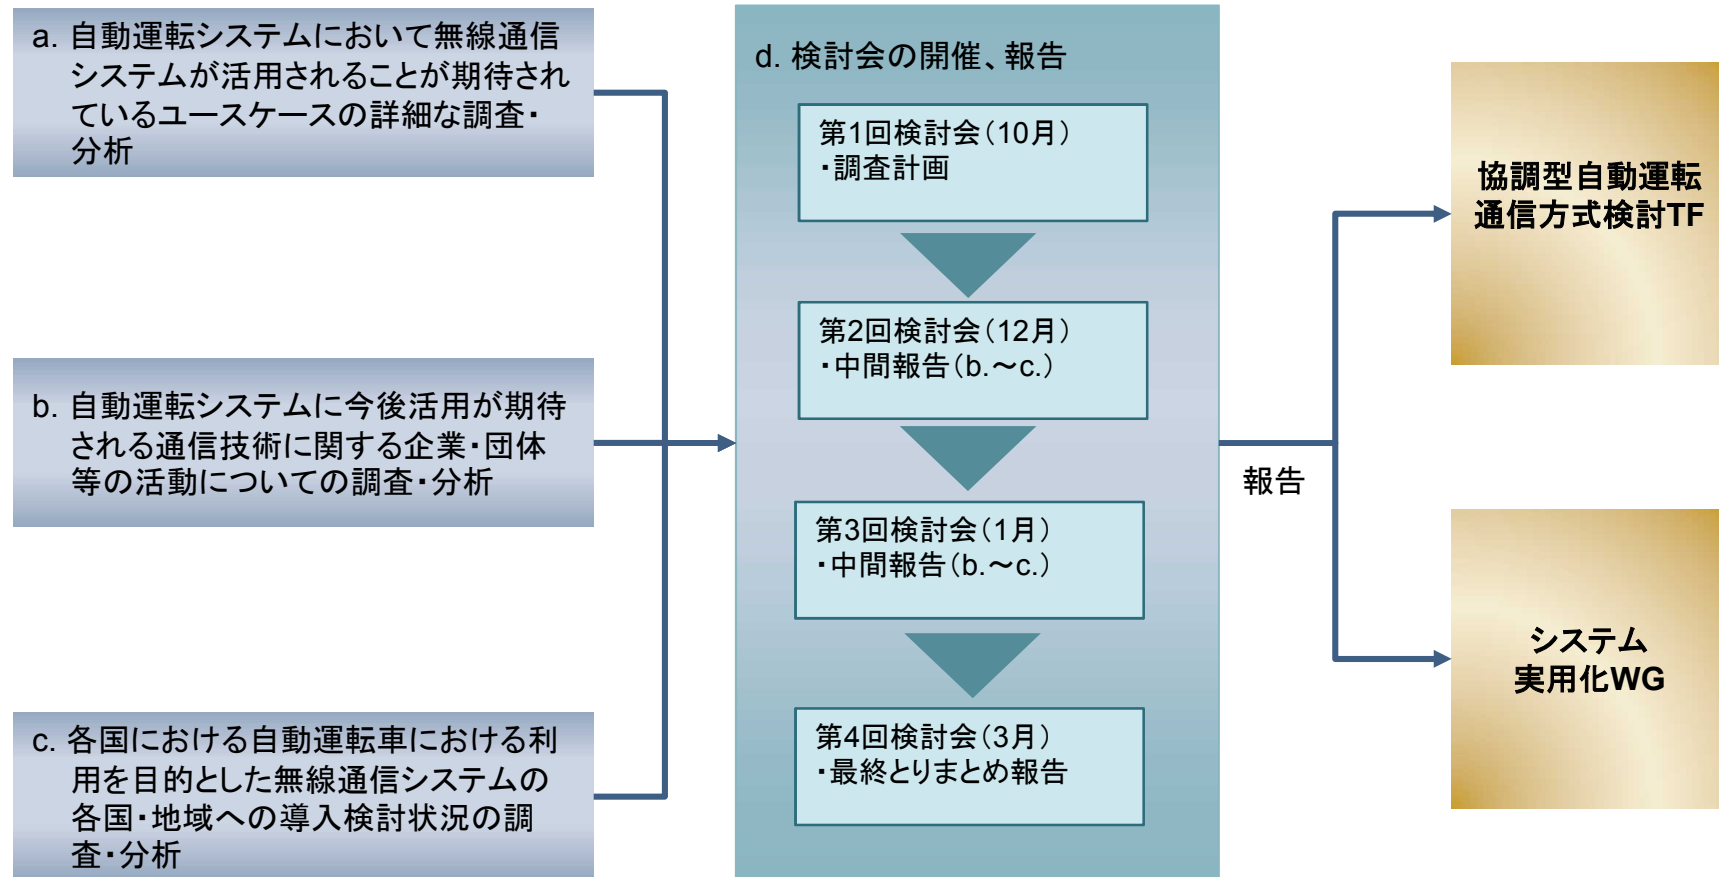 a. 自動運転システムにおいて無線通信
システムが活用されることが期待され
ているユースケースの詳細な調査・
分析
b. 自動運転システムに今後活用が期待
される通信技術に関する企業・団体
等の活動についての調査・分析
c. 各国における自動運転車における利
用を目的とした無線通信システムの
各国・地域への導入検討状況の調
査・分析
d. 検討会の開催、報告
第1回検討会（10月）
・調査計画
第2回検討会（12月）
・中間報告（b.～c.）
第3回検討会（1月）
・中間報告（b.～c.）
第4回検討会（3月）
・最終とりまとめ報告
報告
協調型自動運転
通信方式検討TF
システム
実用化WG